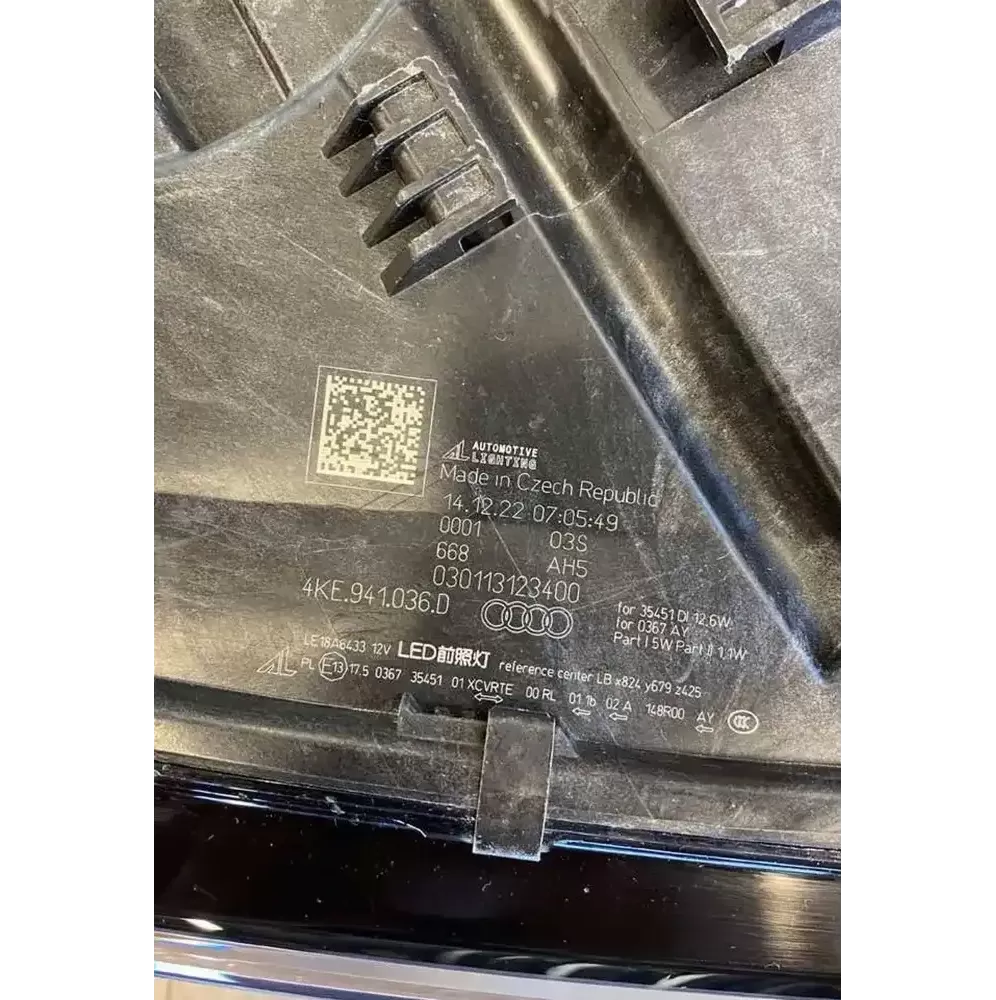 AL AUTOMOTIVE LIGHTING
Made in Czech Republic
14.12.22 07:05:49
0001 03S
668 AH5
030113123400
4KE.941.036.D
for 35451 DI 12.6W
for 0367 AY
Part I 5W Part II 1.1W
LE18A6433 12V LED前照灯 reference center LB x824 y679 z425
AL PL E13 17.5 0367 35451 01 XCVRTE 00 RL 01 1b 02 A 148R00 AY CCC